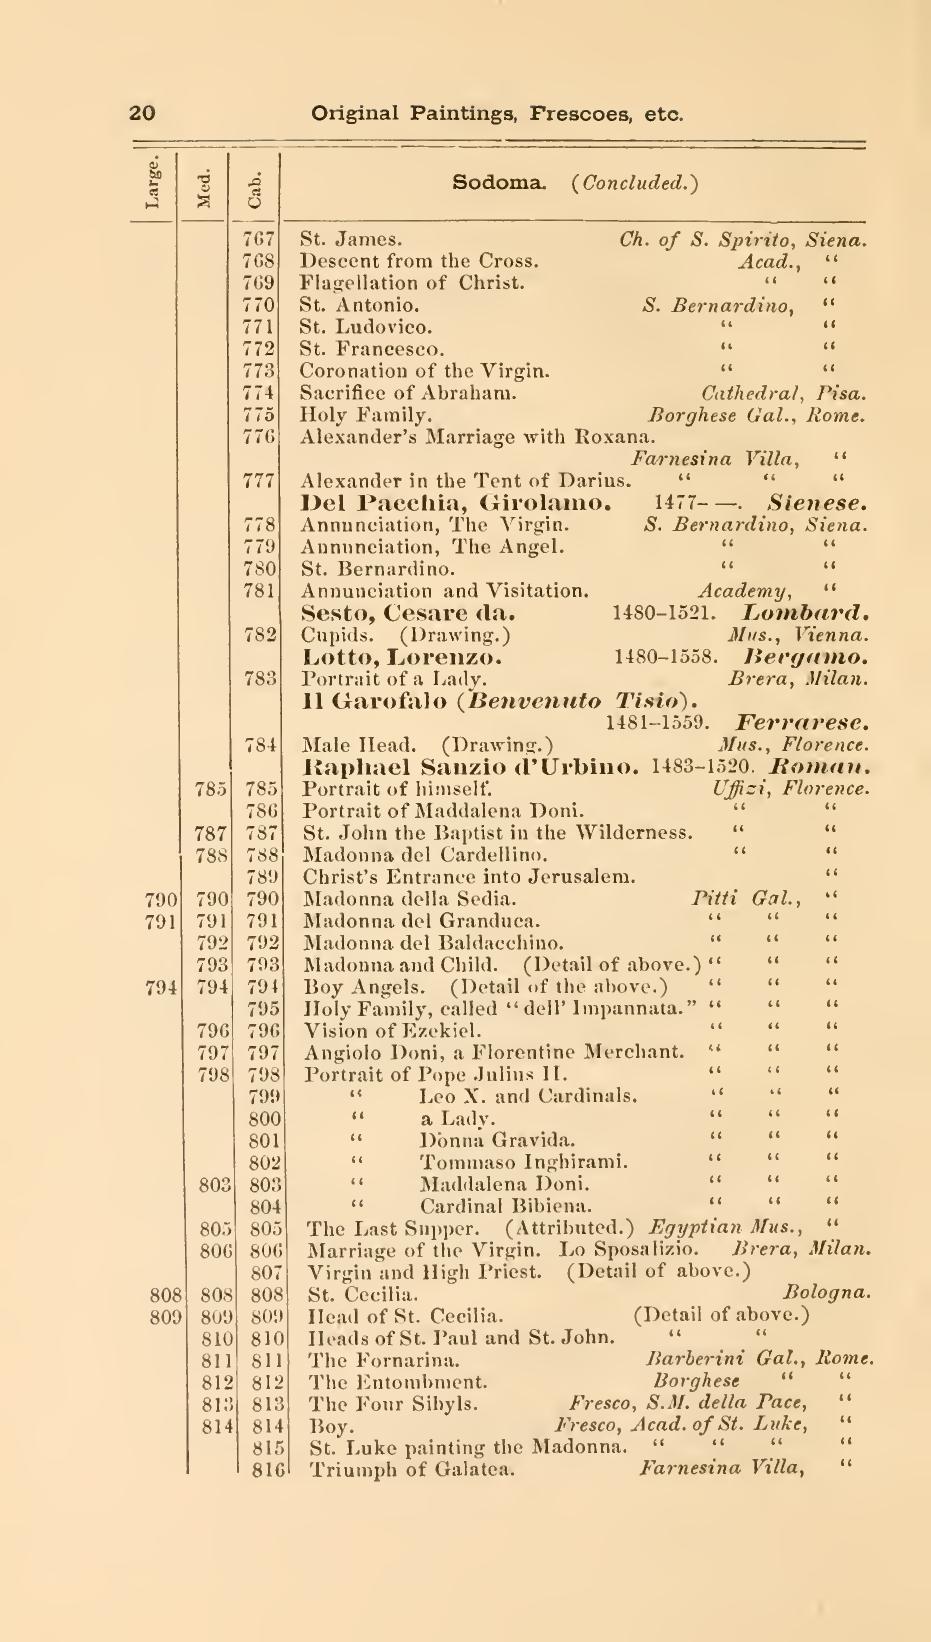 20 Original Paintings, Frescoes, etc.
Large. Med. Cab. Sodoma. (Concluded.)
767 St. James. Ch. of S. Spirito, Siena.
768 Descent from the Cross. Acad., “
769 Flagellation of Christ. “ “
770 St. Antonio. S. Bernardino, “
771 St. Ludovico. “ “
772 St. Francesco. “ “
773 Coronation of the Virgin. “ “
774 Sacrifice of Abraham. Cathedral, Pisa.
775 Holy Family. Borghese Gal., Rome.
776 Alexander's Marriage with Roxana.
Farnesina Villa, “
777 Alexander in the Tent of Darius. “ “ “
Del Pacchia, Girolamo. 1477- —. Sienese.
778 Annunciation, The Virgin. S. Bernardino, Siena.
779 Annunciation, The Angel. “ “
780 St. Bernardino. “ “
781 Annunciation and Visitation. Academy, “
Sesto, Cesare da. 1480-1521. Lombard.
782 Cupids. (Drawing.) Mus., Vienna.
Lotto, Lorenzo. 1480-1558. Bergamo.
783 Portrait of a Lady. Brera, Milan.
Il Garofalo (Benvenuto Tisio).
1481-1559. Ferrarese.
784 Male Head. (Drawing.) Mus., Florence.
Raphael Sanzio d'Urbino. 1483-1520. Roman.
785 785 Portrait of himself. Uffizi, Florence.
786 Portrait of Maddalena Doni. “ “
787 787 St. John the Baptist in the Wilderness. “ “
788 788 Madonna del Cardellino. “ “
789 Christ's Entrance into Jerusalem. “
790 790 790 Madonna della Sedia. Pitti Gal., “
791 791 791 Madonna del Granduca. “ “ “
792 792 Madonna del Baldacchino. “ “ “
793 793 Madonna and Child. (Detail of above.) “ “ “
794 794 794 Boy Angels. (Detail of the above.) “ “ “
795 Holy Family, called “dell' Impannata.” “ “ “
796 796 Vision of Ezekiel. “ “ “
797 797 Angiolo Doni, a Florentine Merchant. “ “ “
798 798 Portrait of Pope Julius II. “ “ “
799 “ Leo X. and Cardinals. “ “ “
800 “ a Lady. “ “ “
801 “ Donna Gravida. “ “ “
802 “ Tommaso Inghirami. “ “ “
803 803 “ Maddalena Doni. “ “ “
804 “ Cardinal Bibiena. “ “ “
805 805 The Last Supper. (Attributed.) Egyptian Mus., “
806 806 Marriage of the Virgin. Lo Sposalizio. Brera, Milan.
807 Virgin and High Priest. (Detail of above.)
808 808 808 St. Cecilia. Bologna.
809 809 809 Head of St. Cecilia. (Detail of above.)
810 810 Heads of St. Paul and St. John. “ “
811 811 The Fornarina. Barberini Gal., Rome.
812 812 The Entombment. Borghese “ “
813 813 The Four Sibyls. Fresco, S.M. della Pace, “
814 814 Boy. Fresco, Acad. of St. Luke, “
815 St. Luke painting the Madonna. “ “ “ “
816 Triumph of Galatea. Farnesina Villa, “